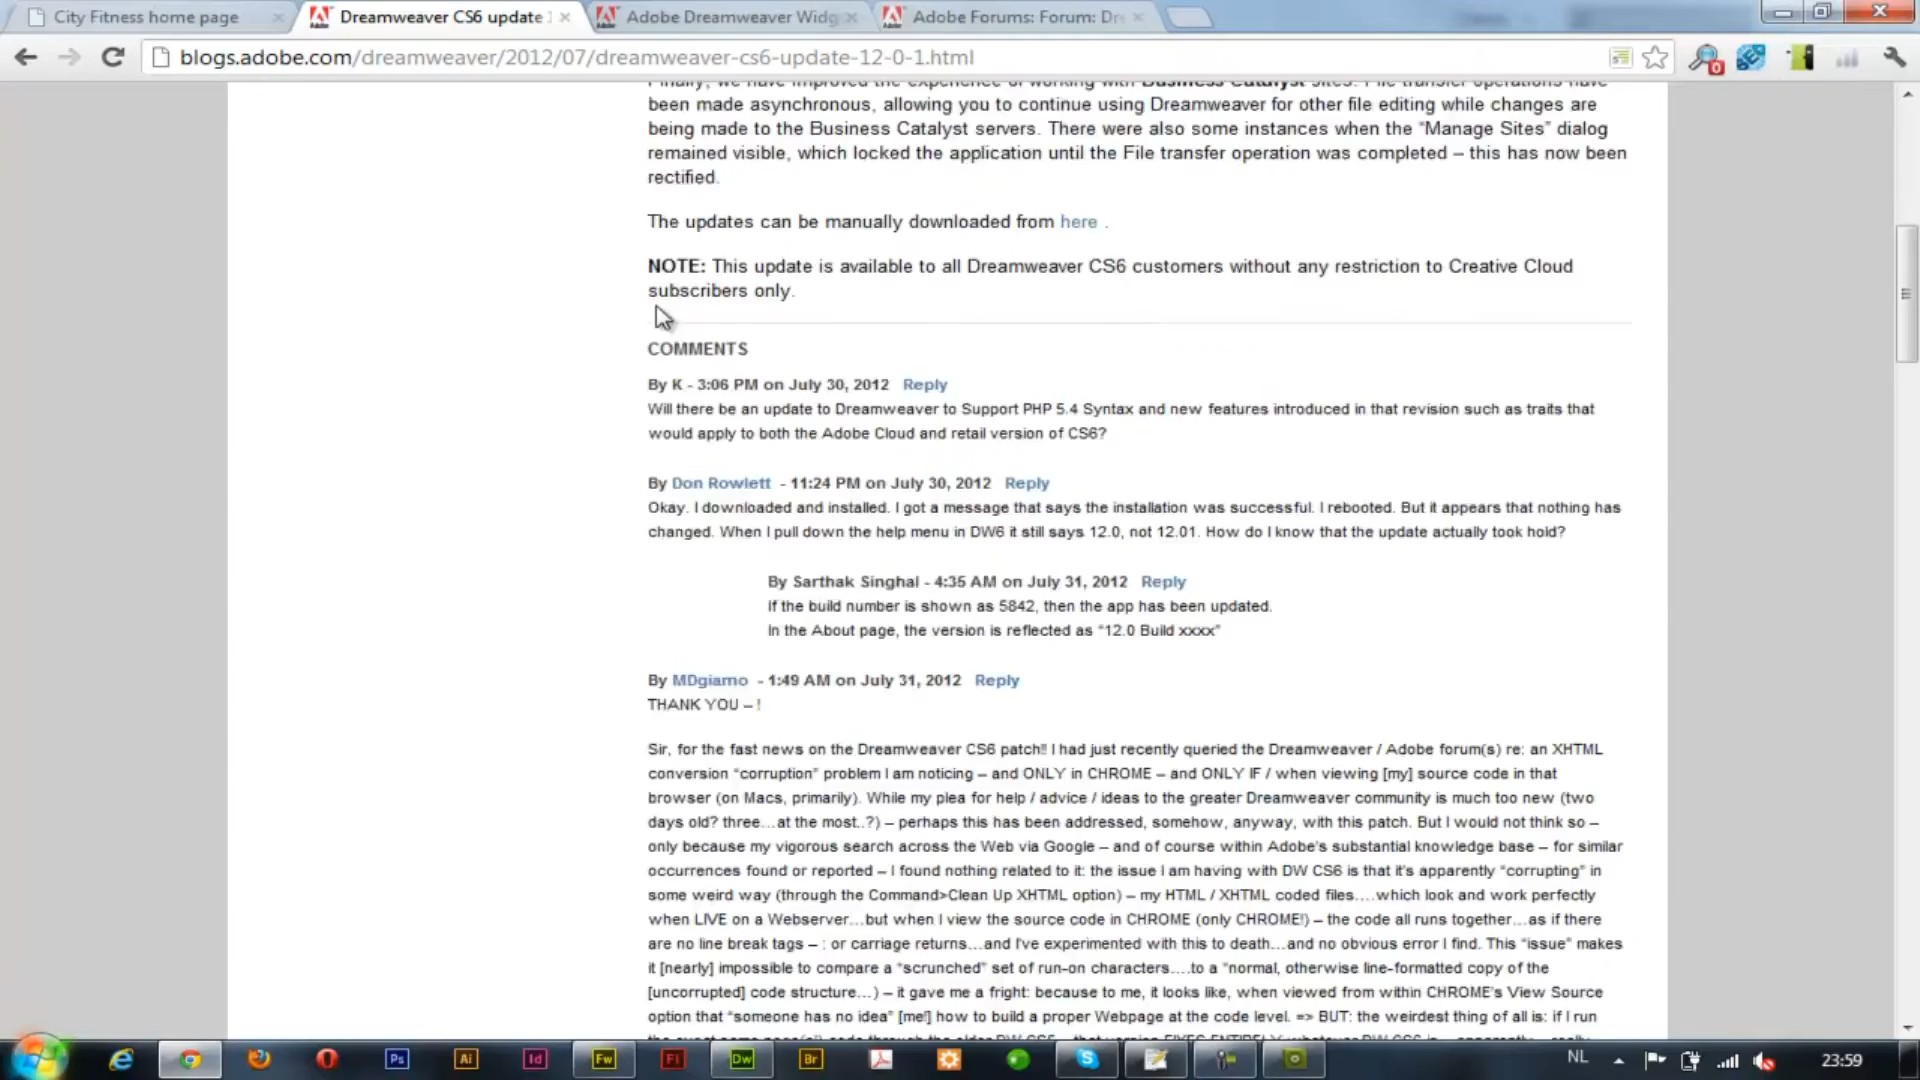 City Fitness home page
Dreamweaver CS6 update
Adobe Dreamweaver Widg
Adobe Forums: Forum: Dr
blogs.adobe.com/dreamweaver/2012/07/dreamweaver-cs6-update-12-0-1.html
0
Finally, we have improved the experience of working with Business Catalyst sites. File transfer operations have
been made asynchronous, allowing you to continue using Dreamweaver for other file editing while changes are
being made to the Business Catalyst servers. There were also some instances when the “Manage Sites” dialog
remained visible, which locked the application until the File transfer operation was completed – this has now been
rectified.
The updates can be manually downloaded from here .
NOTE: This update is available to all Dreamweaver CS6 customers without any restriction to Creative Cloud
subscribers only.
COMMENTS
By K - 3:06 PM on July 30, 2012 Reply
Will there be an update to Dreamweaver to Support PHP 5.4 Syntax and new features introduced in that revision such as traits that
would apply to both the Adobe Cloud and retail version of CS6?
By Don Rowlett - 11:24 PM on July 30, 2012 Reply
Okay. I downloaded and installed. I got a message that says the installation was successful. I rebooted. But it appears that nothing has
changed. When I pull down the help menu in DW6 it still says 12.0, not 12.01. How do I know that the update actually took hold?
By Sarthak Singhal - 4:35 AM on July 31, 2012 Reply
If the build number is shown as 5842, then the app has been updated.
In the About page, the version is reflected as “12.0 Build xxxx”
By MDgiamo - 1:49 AM on July 31, 2012 Reply
THANK YOU – !
Sir, for the fast news on the Dreamweaver CS6 patch!! I had just recently queried the Dreamweaver / Adobe forum(s) re: an XHTML
conversion “corruption” problem I am noticing – and ONLY in CHROME – and ONLY IF / when viewing [my] source code in that
browser (on Macs, primarily). While my plea for help / advice / ideas to the greater Dreamweaver community is much too new (two
days old? three…at the most..?) – perhaps this has been addressed, somehow, anyway, with this patch. But I would not think so –
only because my vigorous search across the Web via Google – and of course within Adobe’s substantial knowledge base – for similar
occurrences found or reported – I found nothing related to it: the issue I am having with DW CS6 is that it’s apparently “corrupting” in
some weird way (through the Command>Clean Up XHTML option) – my HTML / XHTML coded files….which look and work perfectly
when LIVE on a Webserver…but when I view the source code in CHROME (only CHROME!) – the code all runs together…as if there
are no line break tags – : or carriage returns…and I’ve experimented with this to death…and no obvious error I find. This “issue” makes
it [nearly] impossible to compare a “scrunched” set of run-on characters….to a “normal, otherwise line-formatted copy of the
[uncorrupted] code structure…) – it gave me a fright: because to me, it looks like, when viewed from within CHROME’s View Source
option that “someone has no idea” [me!] how to build a proper Webpage at the code level. => BUT: the weirdest thing of all is: if I run
Ps
Ai
Id
Fw
Fl
Dw
Br
NL
23:59